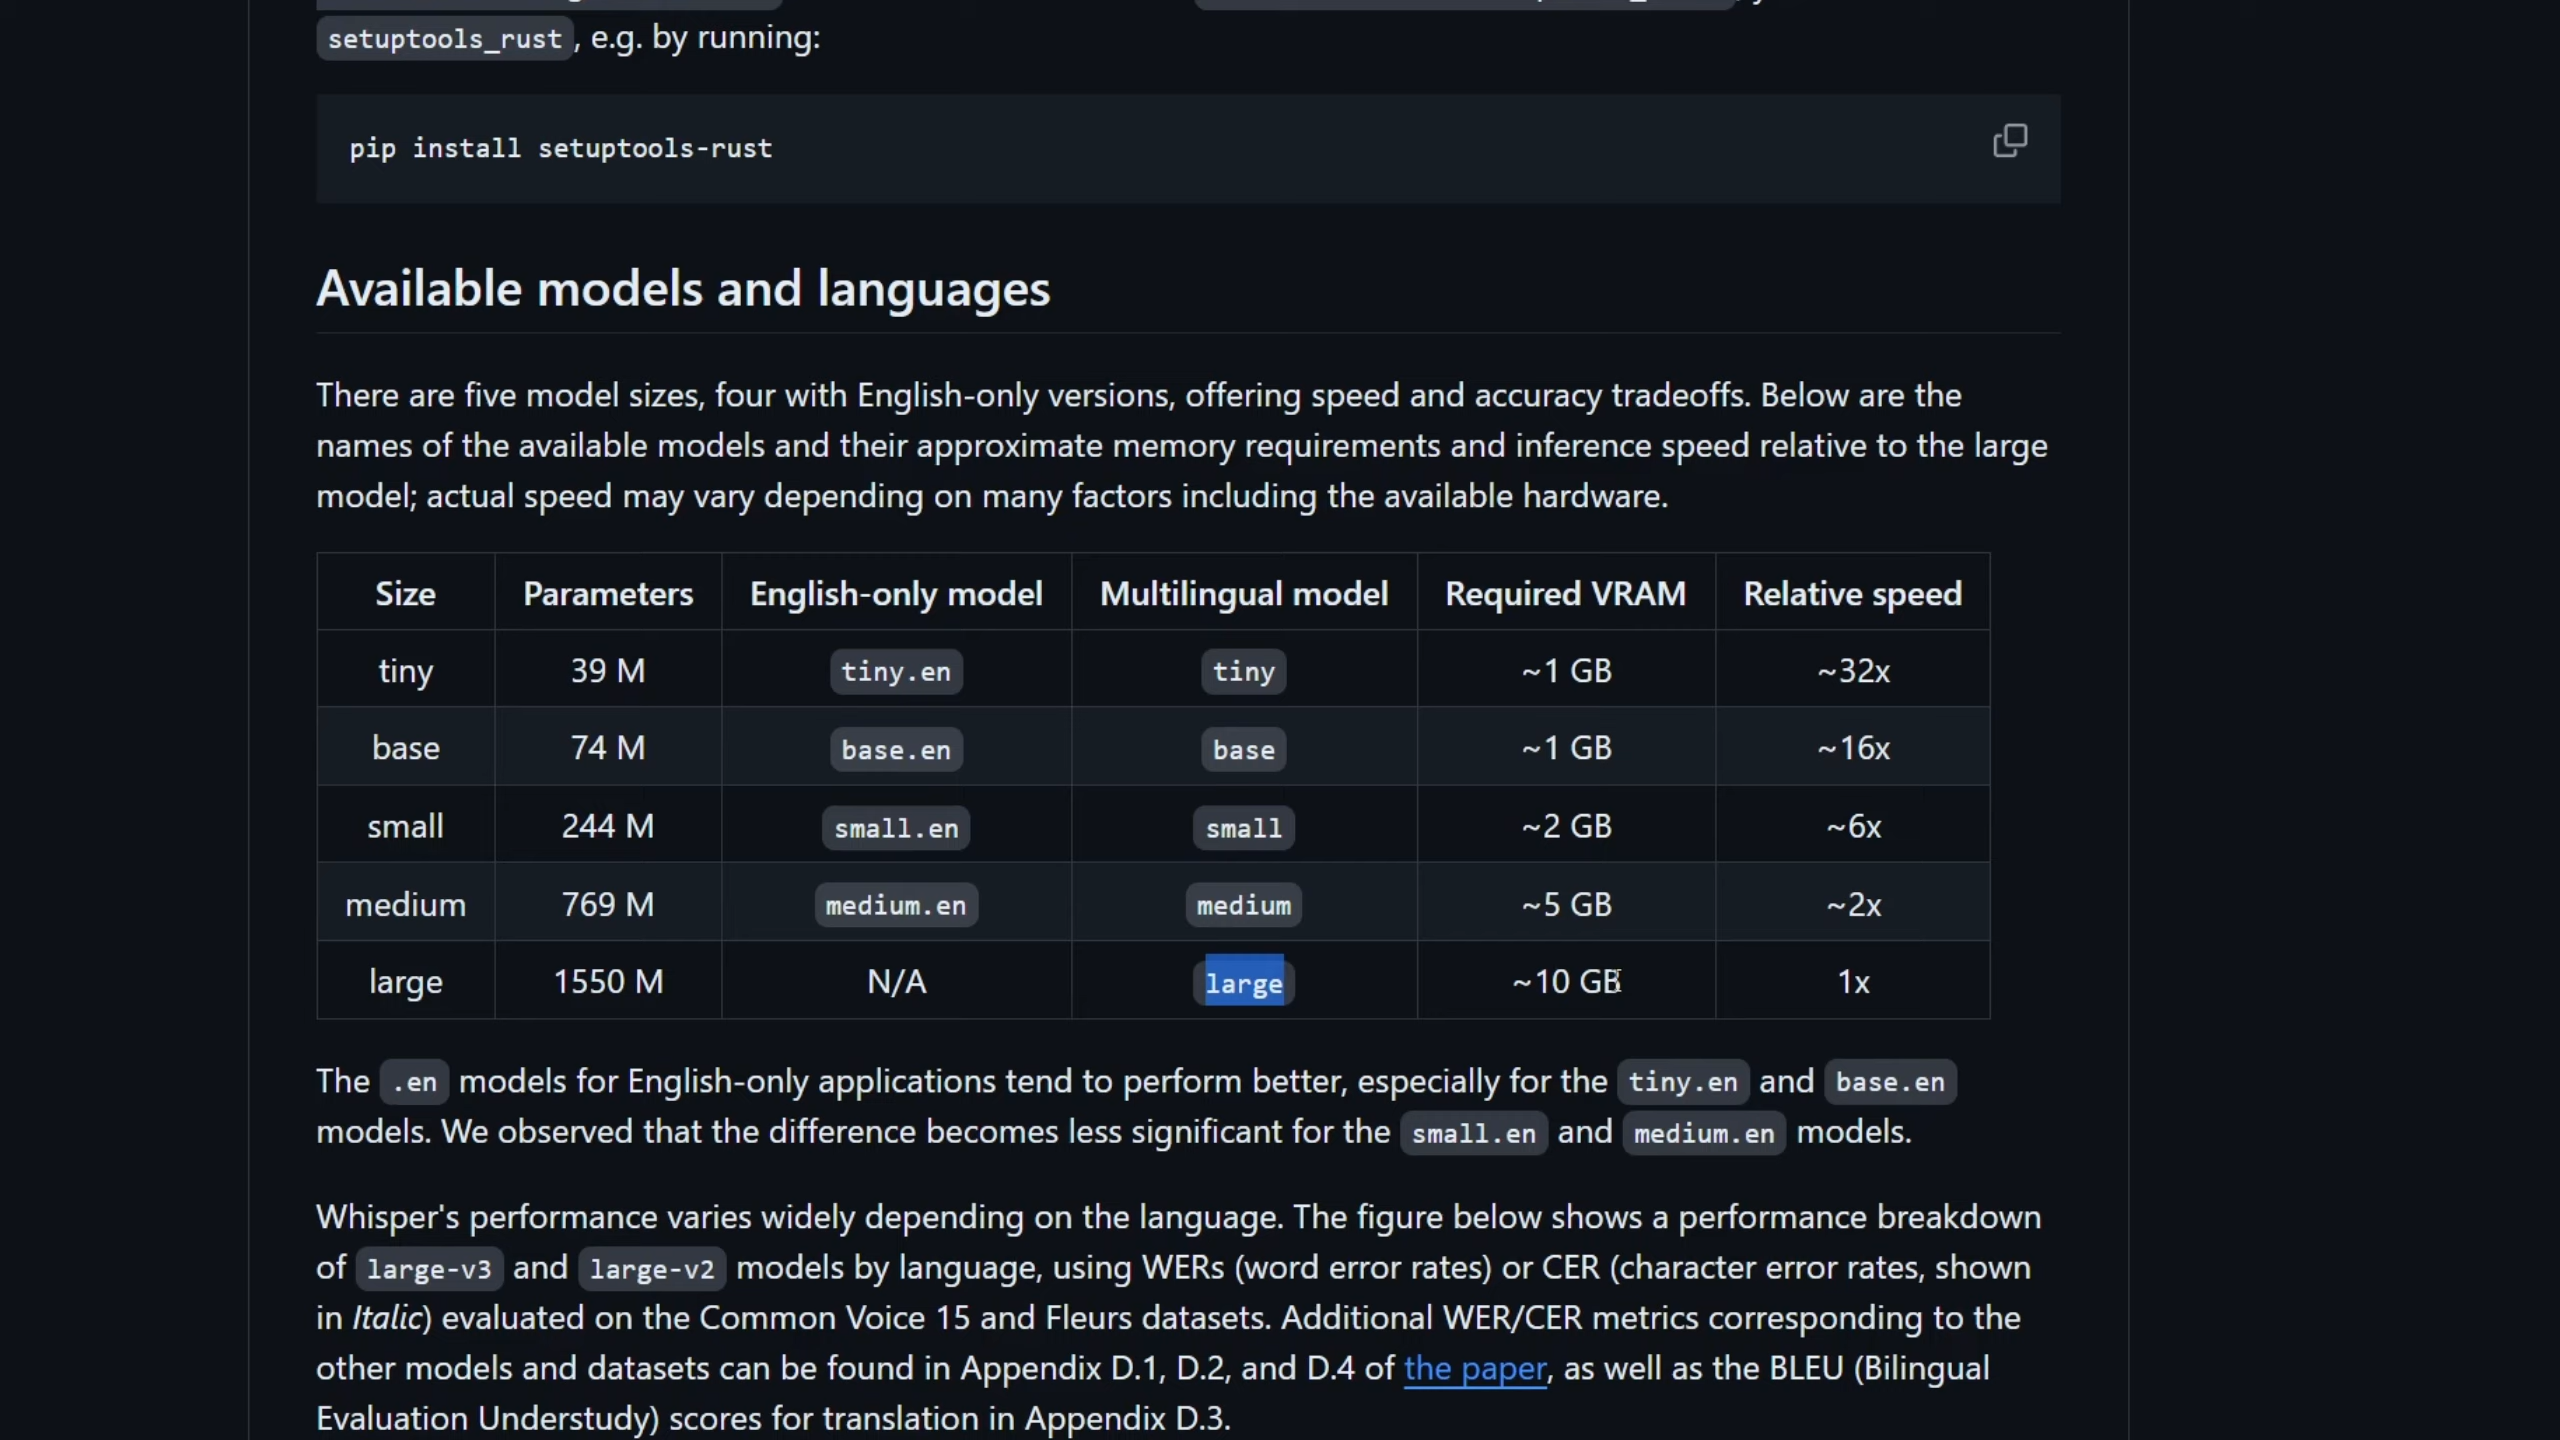 setuptools_rust, e.g. by running:
pip install setuptools-rust
Available models and languages
There are five model sizes, four with English-only versions, offering speed and accuracy tradeoffs. Below are the
names of the available models and their approximate memory requirements and inference speed relative to the large
model; actual speed may vary depending on many factors including the available hardware.
Size Parameters English-only model Multilingual model Required VRAM Relative speed
tiny 39 M tiny.en tiny ~1 GB ~32x
base 74 M base.en base ~1 GB ~16x
small 244 M small.en small ~2 GB ~6x
medium 769 M medium.en medium ~5 GB ~2x
large 1550 M N/A large ~10 GB 1x
The .en models for English-only applications tend to perform better, especially for the tiny.en and base.en
models. We observed that the difference becomes less significant for the small.en and medium.en models.
Whisper's performance varies widely depending on the language. The figure below shows a performance breakdown
of large-v3 and large-v2 models by language, using WERs (word error rates) or CER (character error rates, shown
in Italic) evaluated on the Common Voice 15 and Fleurs datasets. Additional WER/CER metrics corresponding to the
other models and datasets can be found in Appendix D.1, D.2, and D.4 of the paper, as well as the BLEU (Bilingual
Evaluation Understudy) scores for translation in Appendix D.3.